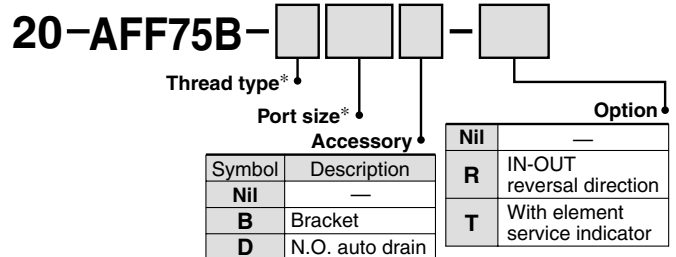 20-AFF75B-
-
Thread type*
Port size*
Accessory
Symbol Description
Nil —
B Bracket
D N.O. auto drain
Option
Nil —
R IN-OUT
reversal direction
T With element
service indicator